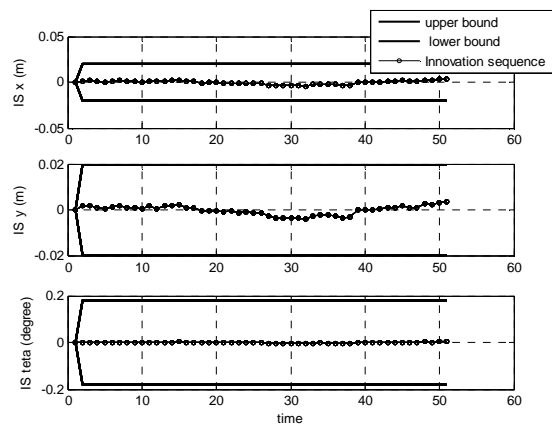 upper bound
lower bound
Innovation sequence
0.05
0
-0.05
IS x (m)
0 10 20 30 40 50 60
0.02
0
-0.02
IS y (m)
0 10 20 30 40 50 60
0.2
0
-0.2
IS teta (degree)
0 10 20 30 40 50 60
time